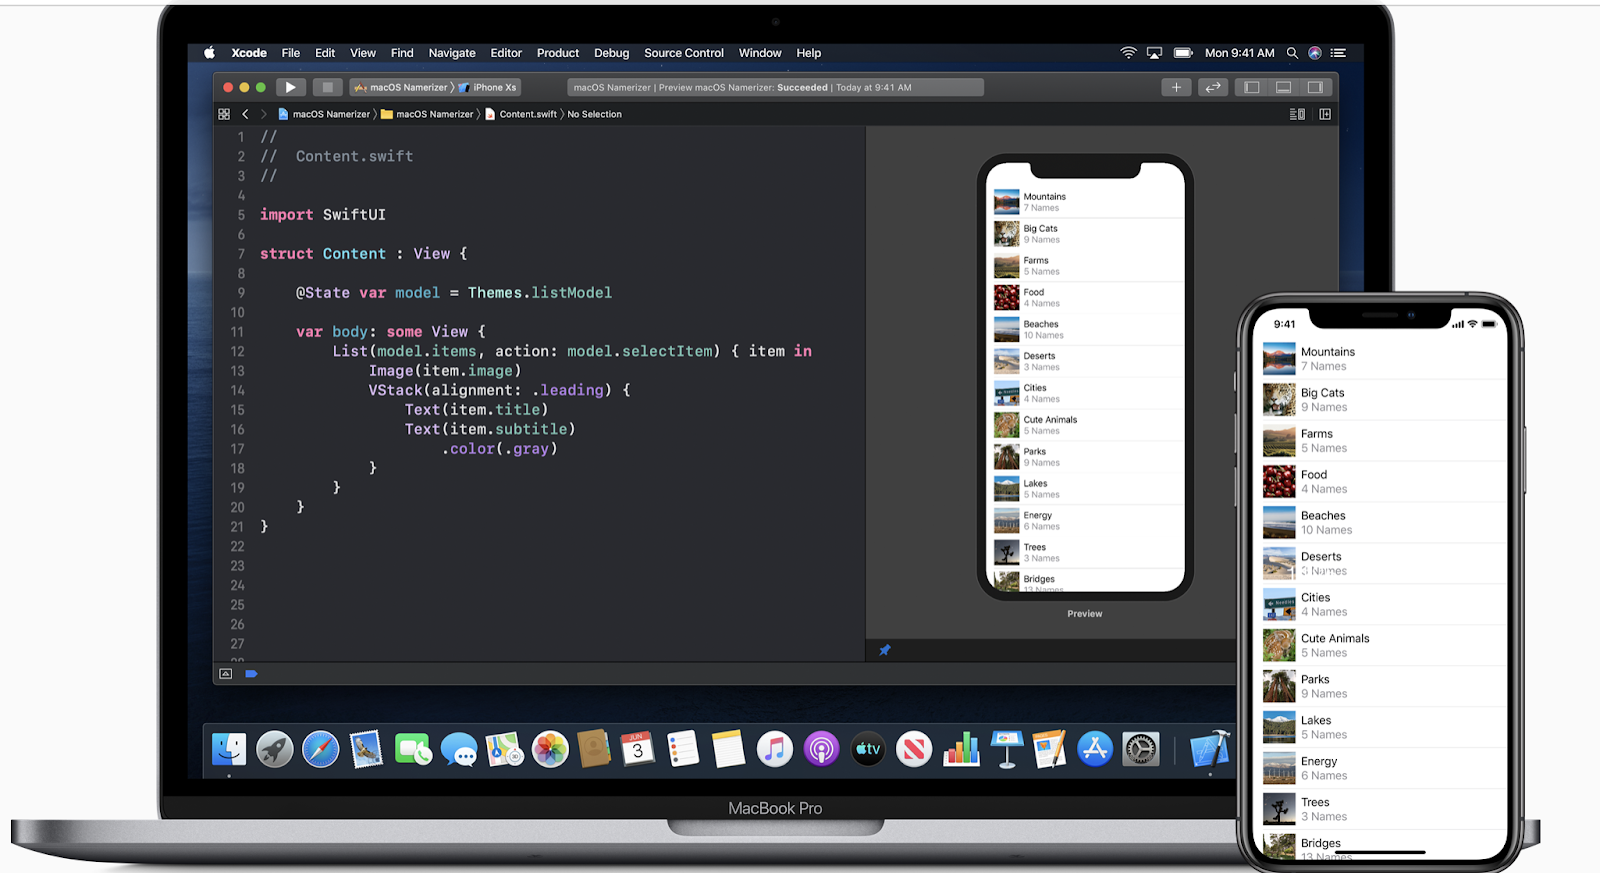 Xcode File Edit View Find Navigate Editor Product Debug Source Control Window Help Mon 9:41 AM
macOS Namerizer iPhone Xs macOS Namerizer | Preview macOS Namerizer: Succeeded | Today at 9:41 AM
macOS Namerizer macOS Namerizer Content.swift No Selection
1 //
2 // Content.swift
3 //
4
5 import SwiftUI
6
7 struct Content : View {
8
9 @State var model = Themes.listModel
10
11 var body: some View {
12 List(model.items, action: model.selectItem) { item in
13 Image(item.image)
14 VStack(alignment: .leading) {
15 Text(item.title)
16 Text(item.subtitle)
17 .color(.gray)
18 }
19 }
20 }
21 }
22
23
24
25
26
27
28
Mountains
7 Names
Big Cats
9 Names
Farms
5 Names
Food
4 Names
Beaches
10 Names
Deserts
3 Names
Cities
4 Names
Cute Animals
5 Names
Parks
9 Names
Lakes
5 Names
Energy
6 Names
Trees
3 Names
Bridges
13 Names
Preview
JUN
3
tv
MacBook Pro
9:41
Mountains
7 Names
Big Cats
9 Names
Farms
5 Names
Food
4 Names
Beaches
10 Names
Deserts
3 Names
Cities
4 Names
Cute Animals
5 Names
Parks
9 Names
Lakes
5 Names
Energy
6 Names
Trees
3 Names
Bridges
13 Names